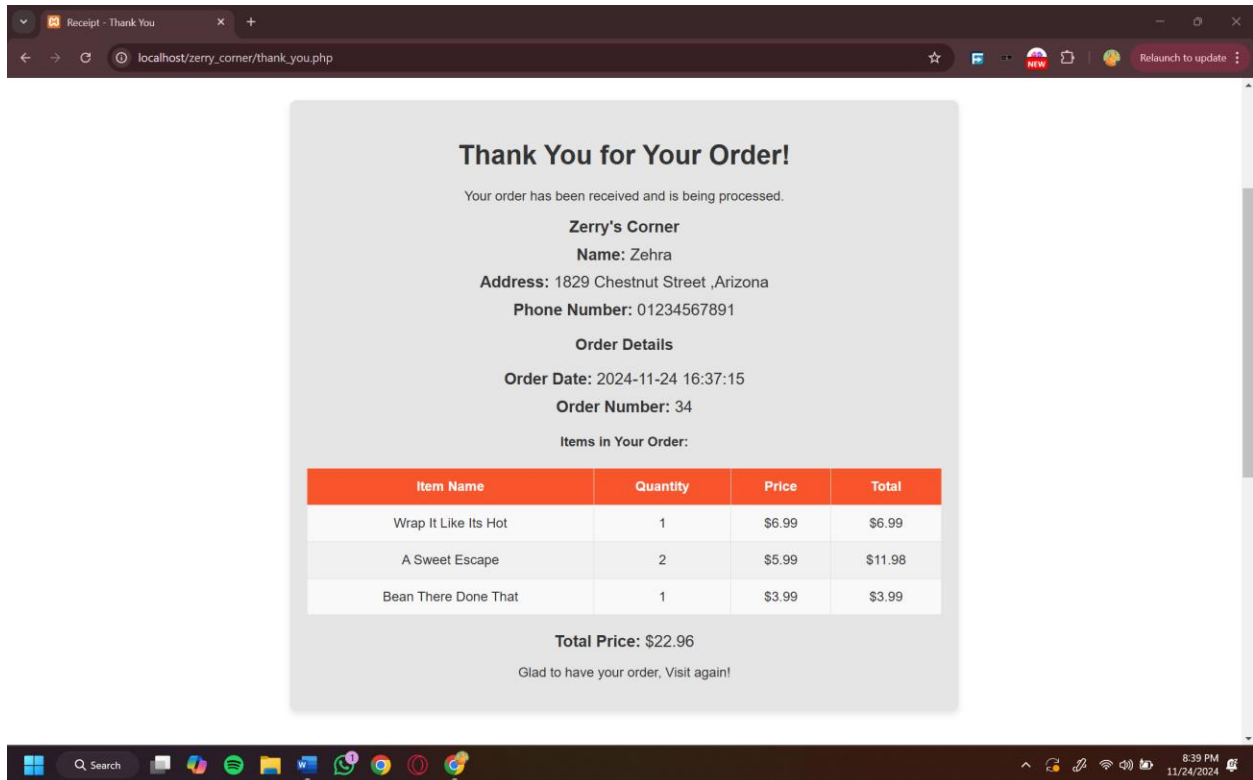 Receipt - Thank You
localhost/zerry_corner/thank_you.php
NEW
Relaunch to update
Thank You for Your Order!
Your order has been received and is being processed.
Zerry's Corner
Name: Zehra
Address: 1829 Chestnut Street ,Arizona
Phone Number: 01234567891
Order Details
Order Date: 2024-11-24 16:37:15
Order Number: 34
Items in Your Order:
Item Name Quantity Price Total
Wrap It Like Its Hot 1 $6.99 $6.99
A Sweet Escape 2 $5.99 $11.98
Bean There Done That 1 $3.99 $3.99
Total Price: $22.96
Glad to have your order, Visit again!
Search
1
8:39 PM
11/24/2024